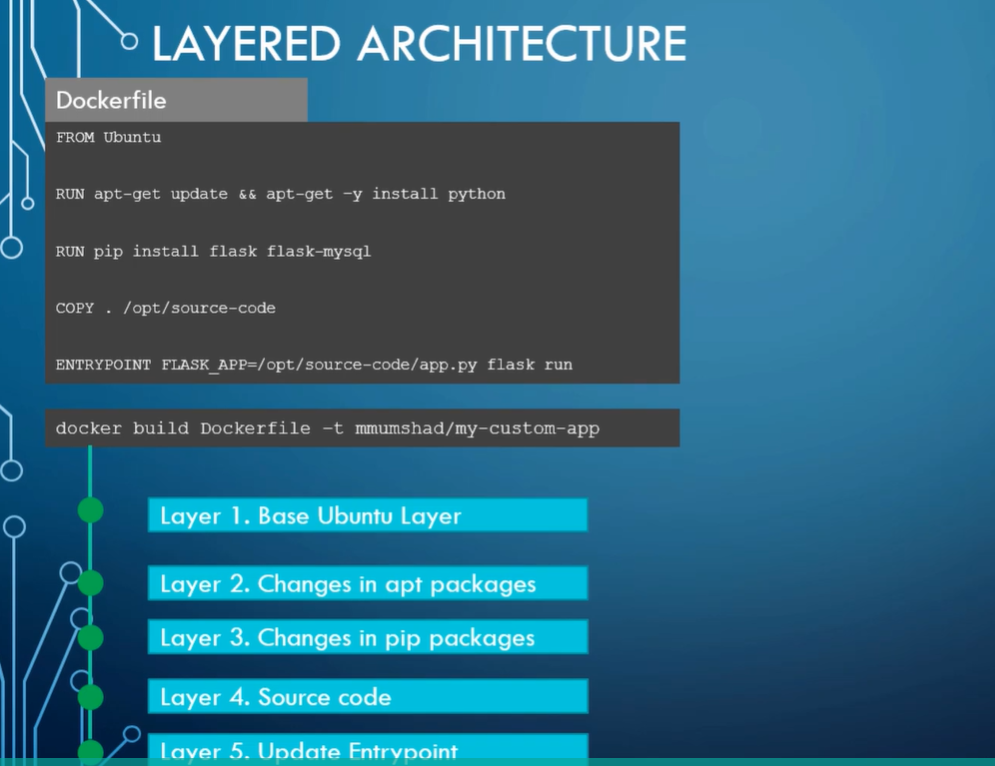 LAYERED ARCHITECTURE
Dockerfile
FROM Ubuntu
RUN apt-get update && apt-get -y install python
RUN pip install flask flask-mysql
COPY . /opt/source-code
ENTRYPOINT FLASK_APP=/opt/source-code/app.py flask run
docker build Dockerfile -t mmumshad/my-custom-app
Layer 1. Base Ubuntu Layer
Layer 2. Changes in apt packages
Layer 3. Changes in pip packages
Layer 4. Source code
Layer 5. Update Entrypoint